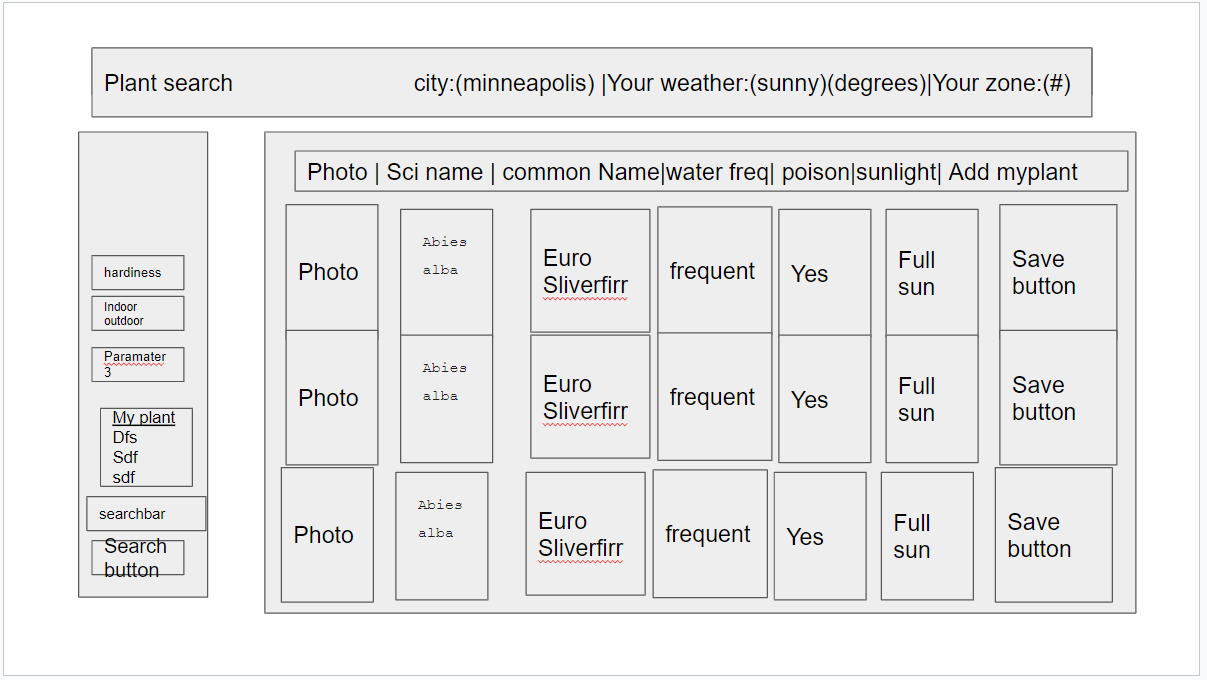 Plant search city:(minneapolis) |Your weather:(sunny)(degrees)|Your zone:(#)
hardiness
Indoor
outdoor
Paramater
3
My plant
Dfs
Sdf
sdf
searchbar
Search
button
Photo | Sci name | common Name|water freq| poison|sunlight| Add myplant
Photo
Abies
alba
Euro
Sliverfirr
frequent
Yes
Full
sun
Save
button
Photo
Abies
alba
Euro
Sliverfirr
frequent
Yes
Full
sun
Save
button
Photo
Abies
alba
Euro
Sliverfirr
frequent
Yes
Full
sun
Save
button